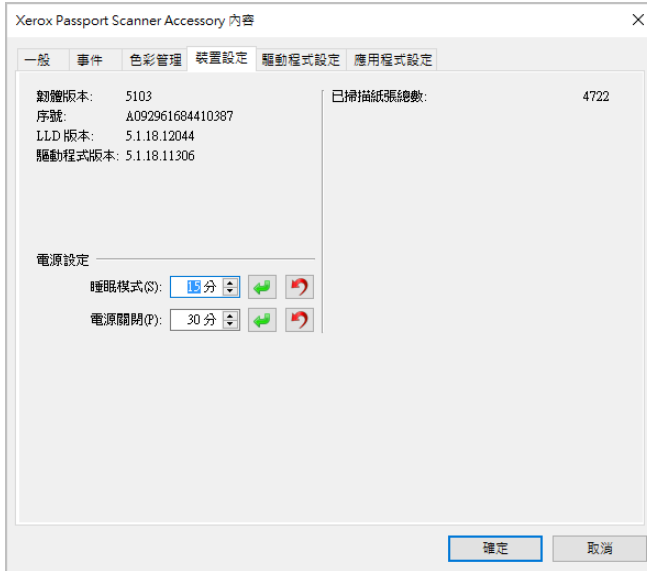 Xerox Passport Scanner Accessory 內容
一般 事件 色彩管理 裝置設定 驅動程式設定 應用程式設定
韌體版本: 5103
序號: A092961684410387
LLD 版本: 5.1.18.12044
驅動程式版本: 5.1.18.11306
已掃描紙張總數: 4722
電源設定
睡眠模式(S): 15 分
電源關閉(P): 30 分
確定 取消